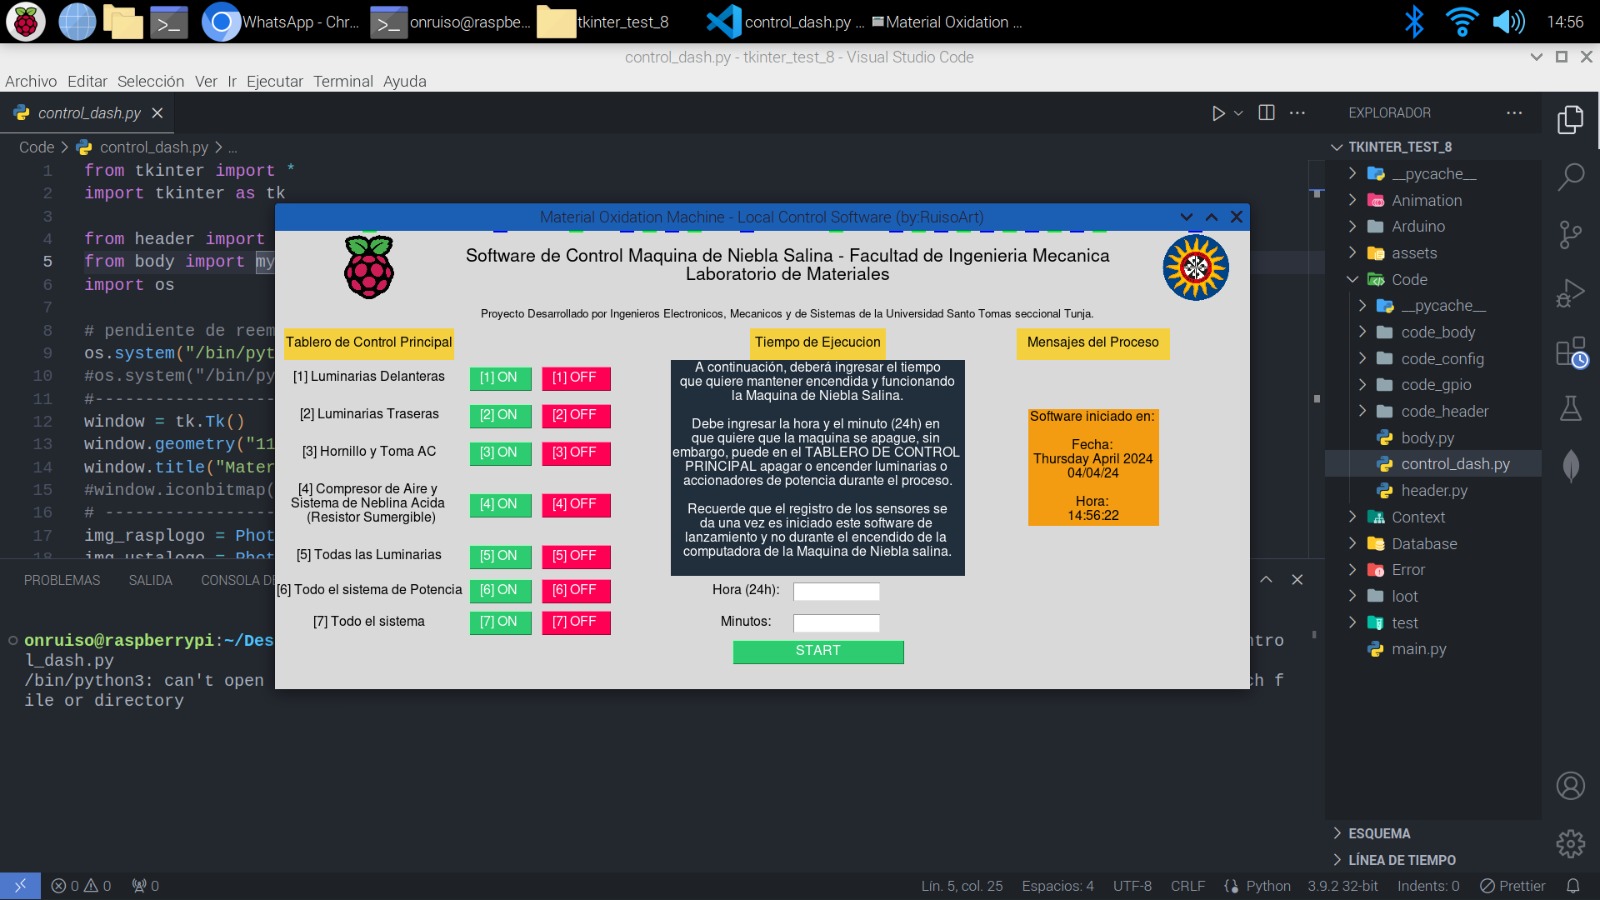 WhatsApp - Chr...
onruiso@raspbe...
tkinter_test_8
control_dash.py ...
Material Oxidation ...
14:56
control_dash.py - tkinter_test_8 - Visual Studio Code
Archivo Editar Selección Ver Ir Ejecutar Terminal Ayuda
control_dash.py
EXPLORADOR
Code > control_dash.py > ...
1 from tkinter import *
2 import tkinter as tk
3
4 from header import
5 from body import my
6 import os
7
8 # pendiente de reem
9 os.system("/bin/pyt
10 #os.system("/bin/py
11 #------------------
12 window = tk.Tk()
13 window.geometry("11
14 window.title("Mater
15 #window.iconbitmap(
16 # -----------------
17 img_rasplogo = Phot
18 img_ustalogo = Phot
Material Oxidation Machine - Local Control Software (by:RuisoArt)
Software de Control Maquina de Niebla Salina - Facultad de Ingenieria Mecanica
Laboratorio de Materiales
Proyecto Desarrollado por Ingenieros Electronicos, Mecanicos y de Sistemas de la Universidad Santo Tomas seccional Tunja.
Tablero de Control Principal
[1] Luminarias Delanteras [1] ON [1] OFF
[2] Luminarias Traseras [2] ON [2] OFF
[3] Hornillo y Toma AC [3] ON [3] OFF
[4] Compresor de Aire y
Sistema de Neblina Acida [4] ON [4] OFF
(Resistor Sumergible)
[5] Todas las Luminarias [5] ON [5] OFF
[6] Todo el sistema de Potencia [6] ON [6] OFF
[7] Todo el sistema [7] ON [7] OFF
Tiempo de Ejecucion
A continuación, deberá ingresar el tiempo
que quiere mantener encendida y funcionando
la Maquina de Niebla Salina.
Debe ingresar la hora y el minuto (24h) en
que quiere que la maquina se apague, sin
embargo, puede en el TABLERO DE CONTROL
PRINCIPAL apagar o encender luminarias o
accionadores de potencia durante el proceso.
Recuerde que el registro de los sensores se
da una vez es iniciado este software de
lanzamiento y no durante el encendido de la
computadora de la Maquina de Niebla salina.
Hora (24h):
Minutos:
START
Mensajes del Proceso
Software iniciado en:
Fecha:
Thursday April 2024
04/04/24
Hora:
14:56:22
PROBLEMAS SALIDA CONSOLA DE
onruiso@raspberrypi:~/Des ntro
l_dash.py
/bin/python3: can't open ch f
ile or directory
TKINTER_TEST_8
__pycache__
Animation
Arduino
assets
Code
__pycache__
code_body
code_config
code_gpio
code_header
body.py
control_dash.py
header.py
Context
Database
Error
loot
test
main.py
ESQUEMA
LÍNEA DE TIEMPO
0 0 0 Lín. 5, col. 25 Espacios: 4 UTF-8 CRLF Python 3.9.2 32-bit Indents: 0 Prettier